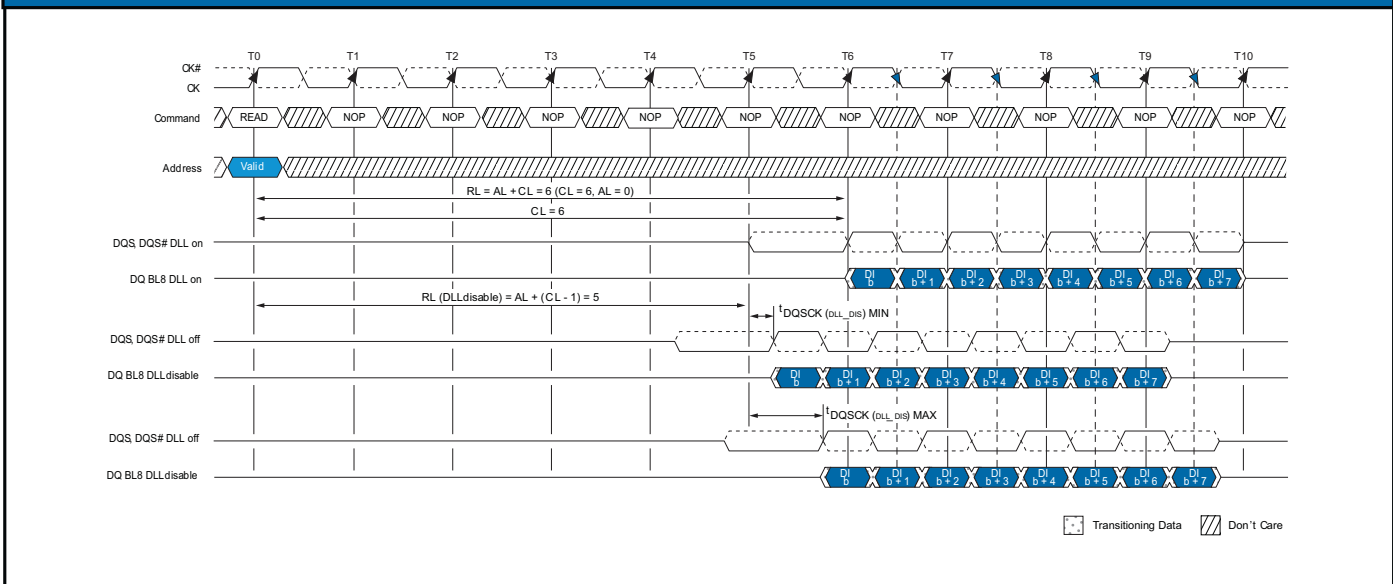 T0 T1 T2 T3 T4 T5 T6 T7 T8 T9 T10
CK#
CK
Command READ NOP NOP NOP NOP NOP NOP NOP NOP NOP NOP
Address Valid
RL = AL + CL = 6 (CL = 6, AL = 0)
CL = 6
DQS, DQS# DLL on
DQ BL8 DLL on DI b DI b + 1 DI b + 2 DI b + 3 DI b + 4 DI b + 5 DI b + 6 DI b + 7
RL (DLL disable) = AL + (CL - 1) = 5
tDQSCK (DLL_DIS) MIN
DQS, DQS# DLL off
DQ BL8 DLL disable DI b DI b + 1 DI b + 2 DI b + 3 DI b + 4 DI b + 5 DI b + 6 DI b + 7
tDQSCK (DLL_DIS) MAX
DQS, DQS# DLL off
DQ BL8 DLL disable DI b DI b + 1 DI b + 2 DI b + 3 DI b + 4 DI b + 5 DI b + 6 DI b + 7
Transitioning Data Don't Care